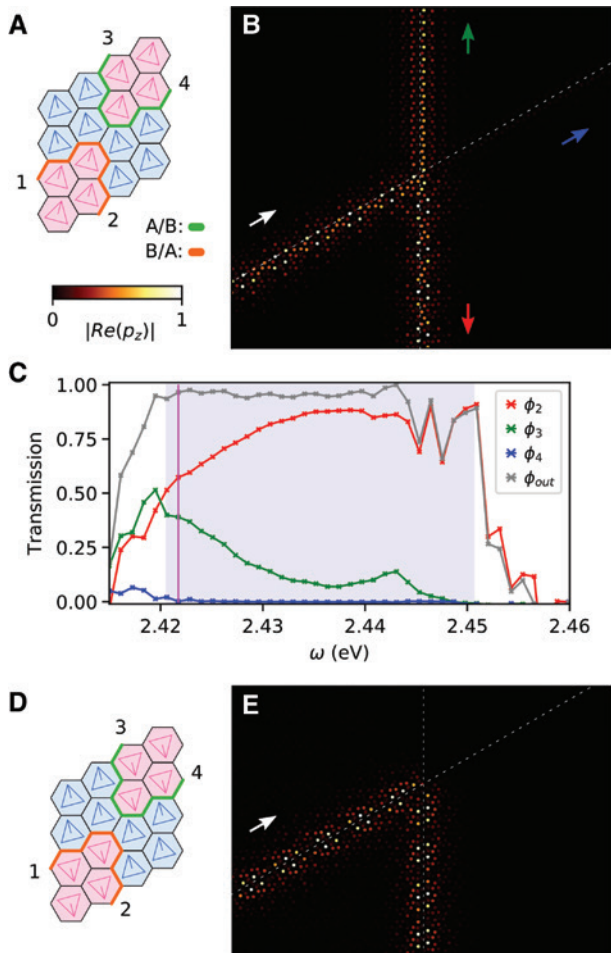 A
3
4
1
2
A/B:
B/A:
0
1
|Re(p_z)|
B
C
Transmission
1.00
0.75
0.50
0.25
0.00
2.42
2.43
2.44
2.45
2.46
ω (eV)
ϕ_2
ϕ_3
ϕ_4
ϕ_out
D
3
4
1
2
E